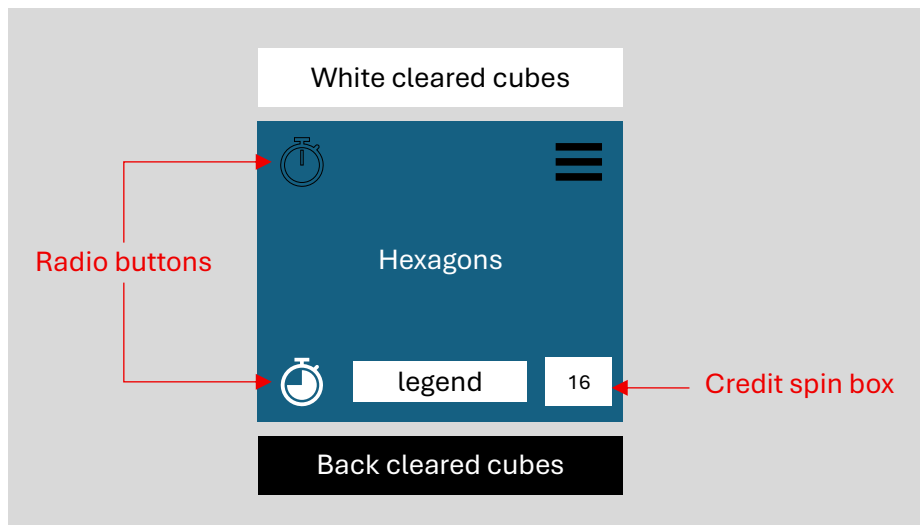 White cleared cubes
Radio buttons
Hexagons
legend
16
Credit spin box
Back cleared cubes